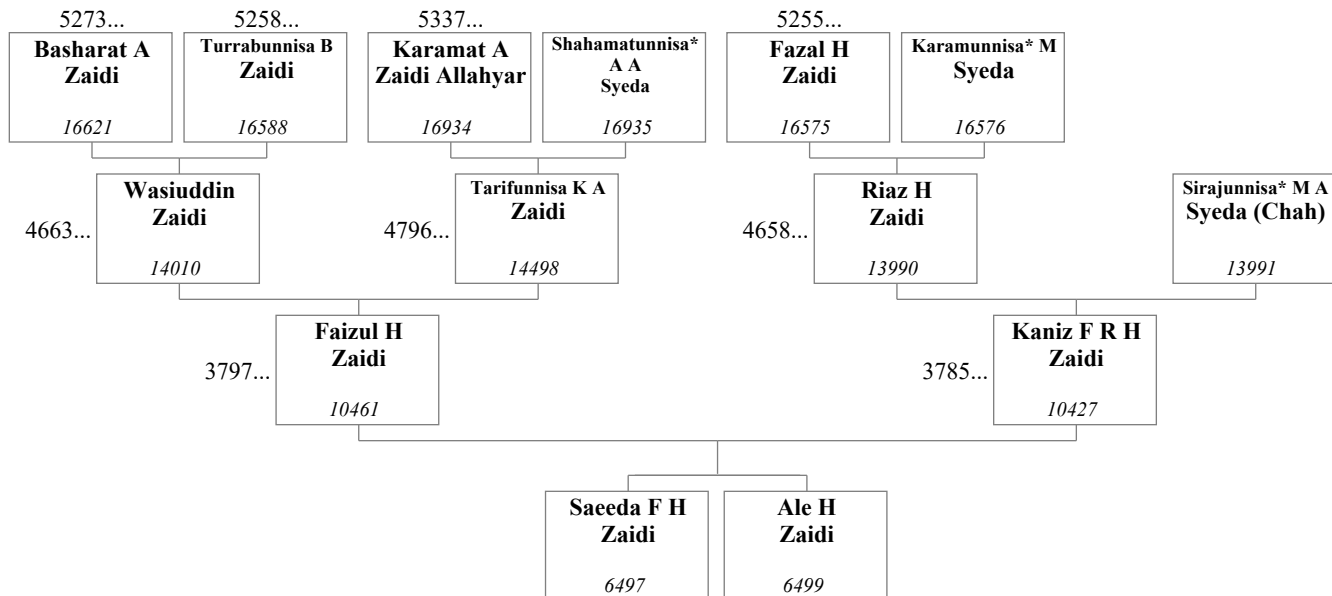 5273...
5258...
5337...
5255...
Basharat A
Zaidi
16621
Turrabunnisa B
Zaidi
16588
Karamat A
Zaidi Allahyar
16934
Shahamatunnisa*
A A
Syeda
16935
Fazal H
Zaidi
16575
Karamunnisa* M
Syeda
16576
4663...
Wasiuddin
Zaidi
14010
4796...
Tarifunnisa K A
Zaidi
14498
4658...
Riaz H
Zaidi
13990
Sirajunnisa* M A
Syeda (Chah)
13991
3797...
Faizul H
Zaidi
10461
3785...
Kaniz F R H
Zaidi
10427
Saeeda F H
Zaidi
6497
Ale H
Zaidi
6499